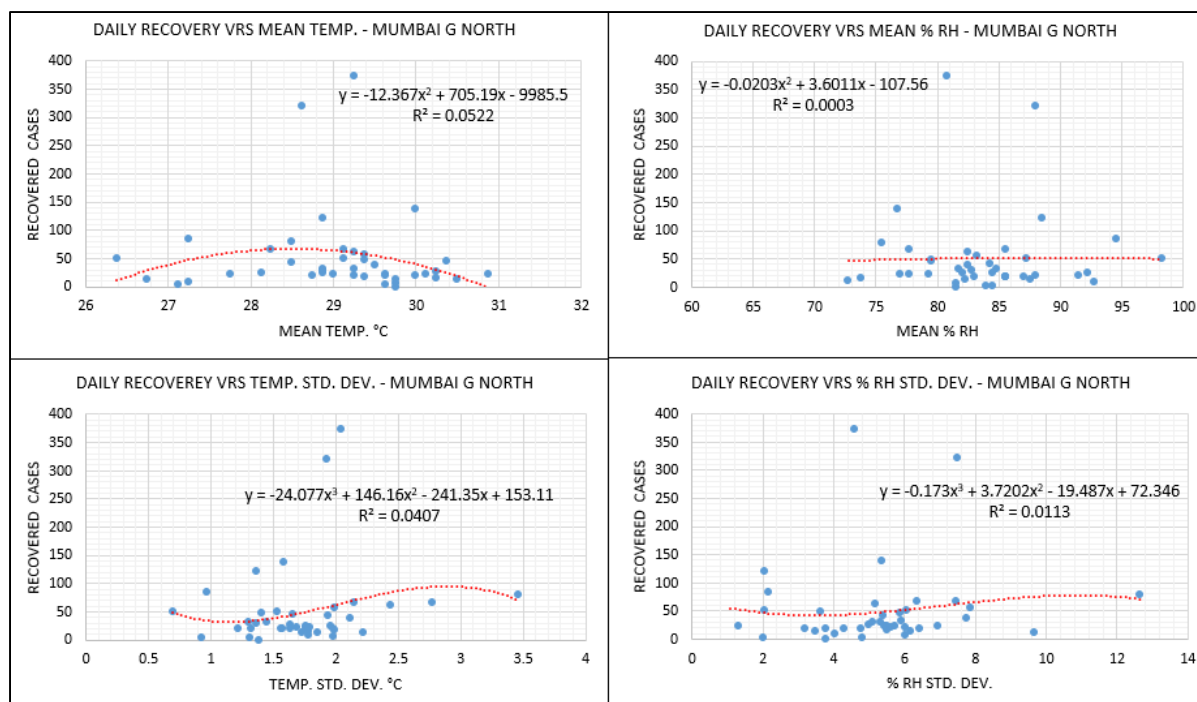 DAILY RECOVERY VRS MEAN TEMP. - MUMBAI G NORTH
400
350
300
250
200
150
100
50
0
RECOVERED CASES
y = -12.367x² + 705.19x - 9985.5
R² = 0.0522
26 27 28 29 30 31 32
MEAN TEMP. °C
DAILY RECOVERY VRS MEAN % RH - MUMBAI G NORTH
400
350
300
250
200
150
100
50
0
RECOVERED CASES
y = -0.0203x² + 3.6011x - 107.56
R² = 0.0003
60 65 70 75 80 85 90 95 100
MEAN % RH
DAILY RECOVEREY VRS TEMP. STD. DEV. - MUMBAI G NORTH
400
350
300
250
200
150
100
50
0
RECOVERED CASES
y = -24.077x³ + 146.16x² - 241.35x + 153.11
R² = 0.0407
0 0.5 1 1.5 2 2.5 3 3.5 4
TEMP. STD. DEV. °C
DAILY RECOVERY VRS % RH STD. DEV. - MUMBAI G NORTH
400
350
300
250
200
150
100
50
0
RECOVERED CASES
y = -0.173x³ + 3.7202x² - 19.487x + 72.346
R² = 0.0113
0 2 4 6 8 10 12 14
% RH STD. DEV.